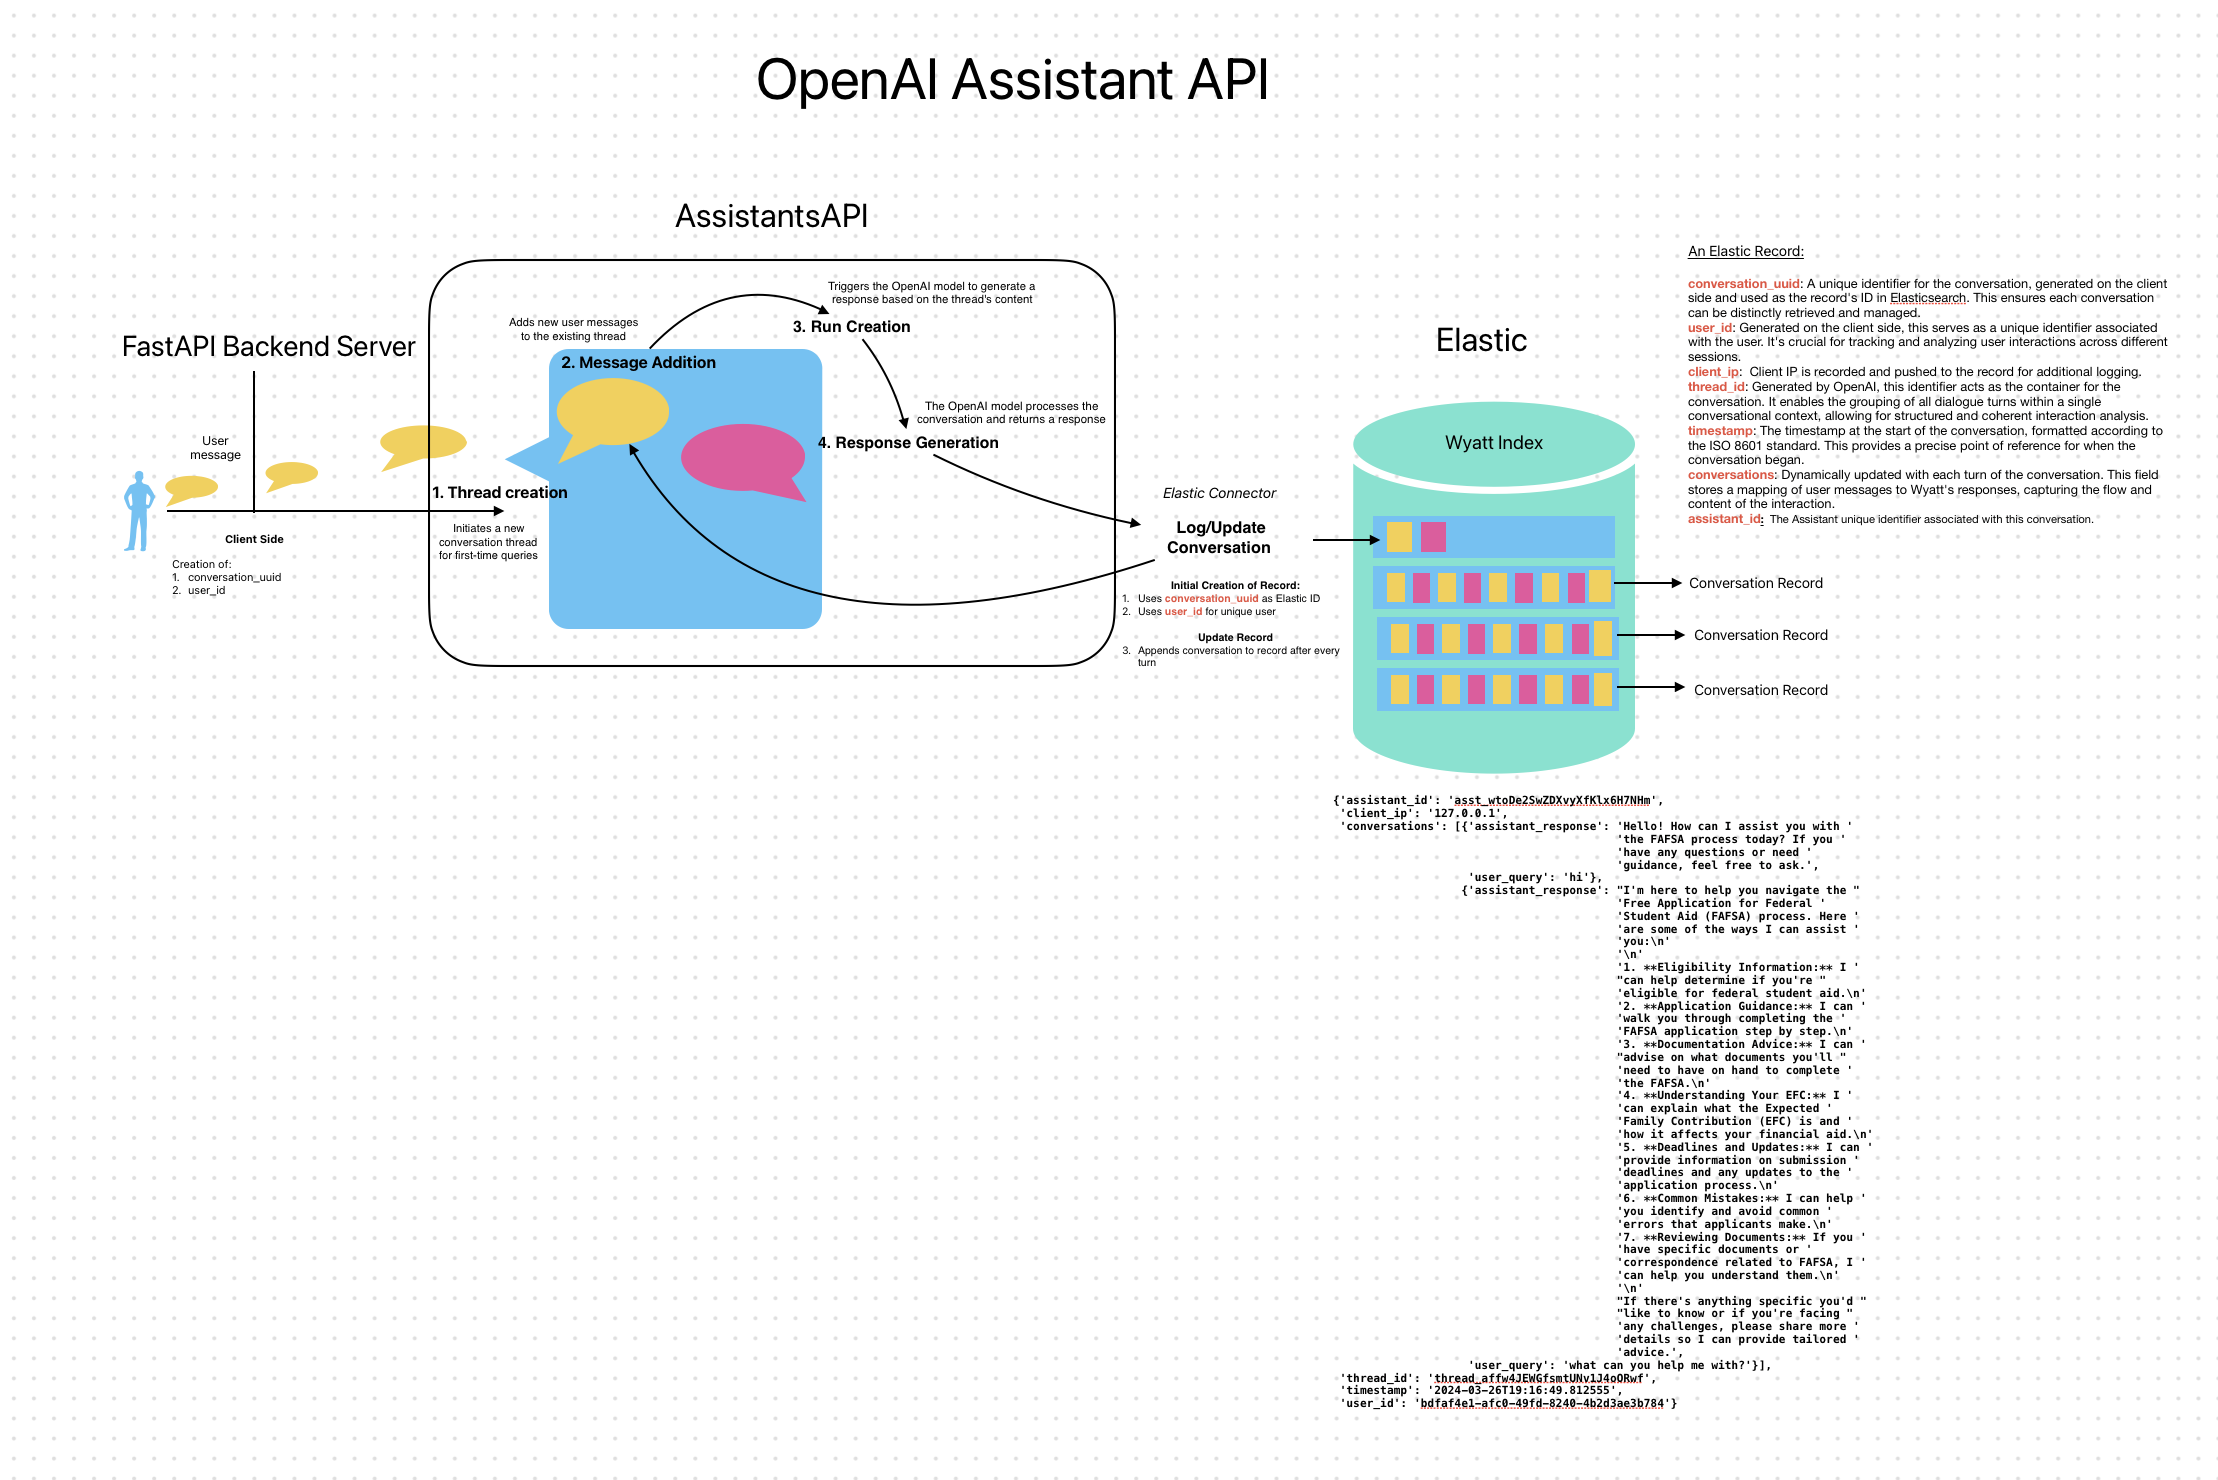 OpenAI Assistant API
AssistantsAPI
FastAPI Backend Server
User
message
Client Side
Creation of:
1. conversation_uuid
2. user_id
1. Thread creation
Initiates a new
conversation thread
for first-time queries
Adds new user messages
to the existing thread
2. Message Addition
Triggers the OpenAI model to generate a
response based on the thread's content
3. Run Creation
The OpenAI model processes the
conversation and returns a response
4. Response Generation
Elastic Connector
Log/Update
Conversation
Initial Creation of Record:
1. Uses conversation_uuid as Elastic ID
2. Uses user_id for unique user
Update Record
3. Appends conversation to record after every
turn
Elastic
Wyatt Index
Conversation Record
Conversation Record
Conversation Record
An Elastic Record:
conversation_uuid: A unique identifier for the conversation, generated on the client
side and used as the record's ID in Elasticsearch. This ensures each conversation
can be distinctly retrieved and managed.
user_id: Generated on the client side, this serves as a unique identifier associated
with the user. It's crucial for tracking and analyzing user interactions across different
sessions.
client_ip: Client IP is recorded and pushed to the record for additional logging.
thread_id: Generated by OpenAI, this identifier acts as the container for the
conversation. It enables the grouping of all dialogue turns within a single
conversational context, allowing for structured and coherent interaction analysis.
timestamp: The timestamp at the start of the conversation, formatted according to
the ISO 8601 standard. This provides a precise point of reference for when the
conversation began.
conversations: Dynamically updated with each turn of the conversation. This field
stores a mapping of user messages to Wyatt's responses, capturing the flow and
content of the interaction.
assistant_id: The Assistant unique identifier associated with this conversation.
{'assistant_id': 'asst_wtoDe2SwZDXvyXfKlx6H7NHm',
'client_ip': '127.0.0.1',
'conversations': [{'assistant_response': 'Hello! How can I assist you with '
'the FAFSA process today? If you '
'have any questions or need '
'guidance, feel free to ask.',
'user_query': 'hi'},
{'assistant_response': "I'm here to help you navigate the "
'Free Application for Federal '
'Student Aid (FAFSA) process. Here '
'are some of the ways I can assist '
'you:\n'
'\n'
'1. **Eligibility Information:** I '
"can help determine if you're "
'eligible for federal student aid.\n'
'2. **Application Guidance:** I can '
'walk you through completing the '
'FAFSA application step by step.\n'
'3. **Documentation Advice:** I can '
"advise on what documents you'll "
'need to have on hand to complete '
'the FAFSA.\n'
'4. **Understanding Your EFC:** I '
'can explain what the Expected '
'Family Contribution (EFC) is and '
'how it affects your financial aid.\n'
'5. **Deadlines and Updates:** I can '
'provide information on submission '
'deadlines and any updates to the '
'application process.\n'
'6. **Common Mistakes:** I can help '
'you identify and avoid common '
'errors that applicants make.\n'
'7. **Reviewing Documents:** If you '
'have specific documents or '
'correspondence related to FAFSA, I '
'can help you understand them.\n'
'\n'
"If there's anything specific you'd "
"like to know or if you're facing "
'any challenges, please share more '
'details so I can provide tailored '
'advice.',
'user_query': 'what can you help me with?'}],
'thread_id': 'thread_affw4JEWGfsmtUNv1J4oORwf',
'timestamp': '2024-03-26T19:16:49.812555',
'user_id': 'bdfaf4e1-afc0-49fd-8240-4b2d3ae3b784'}